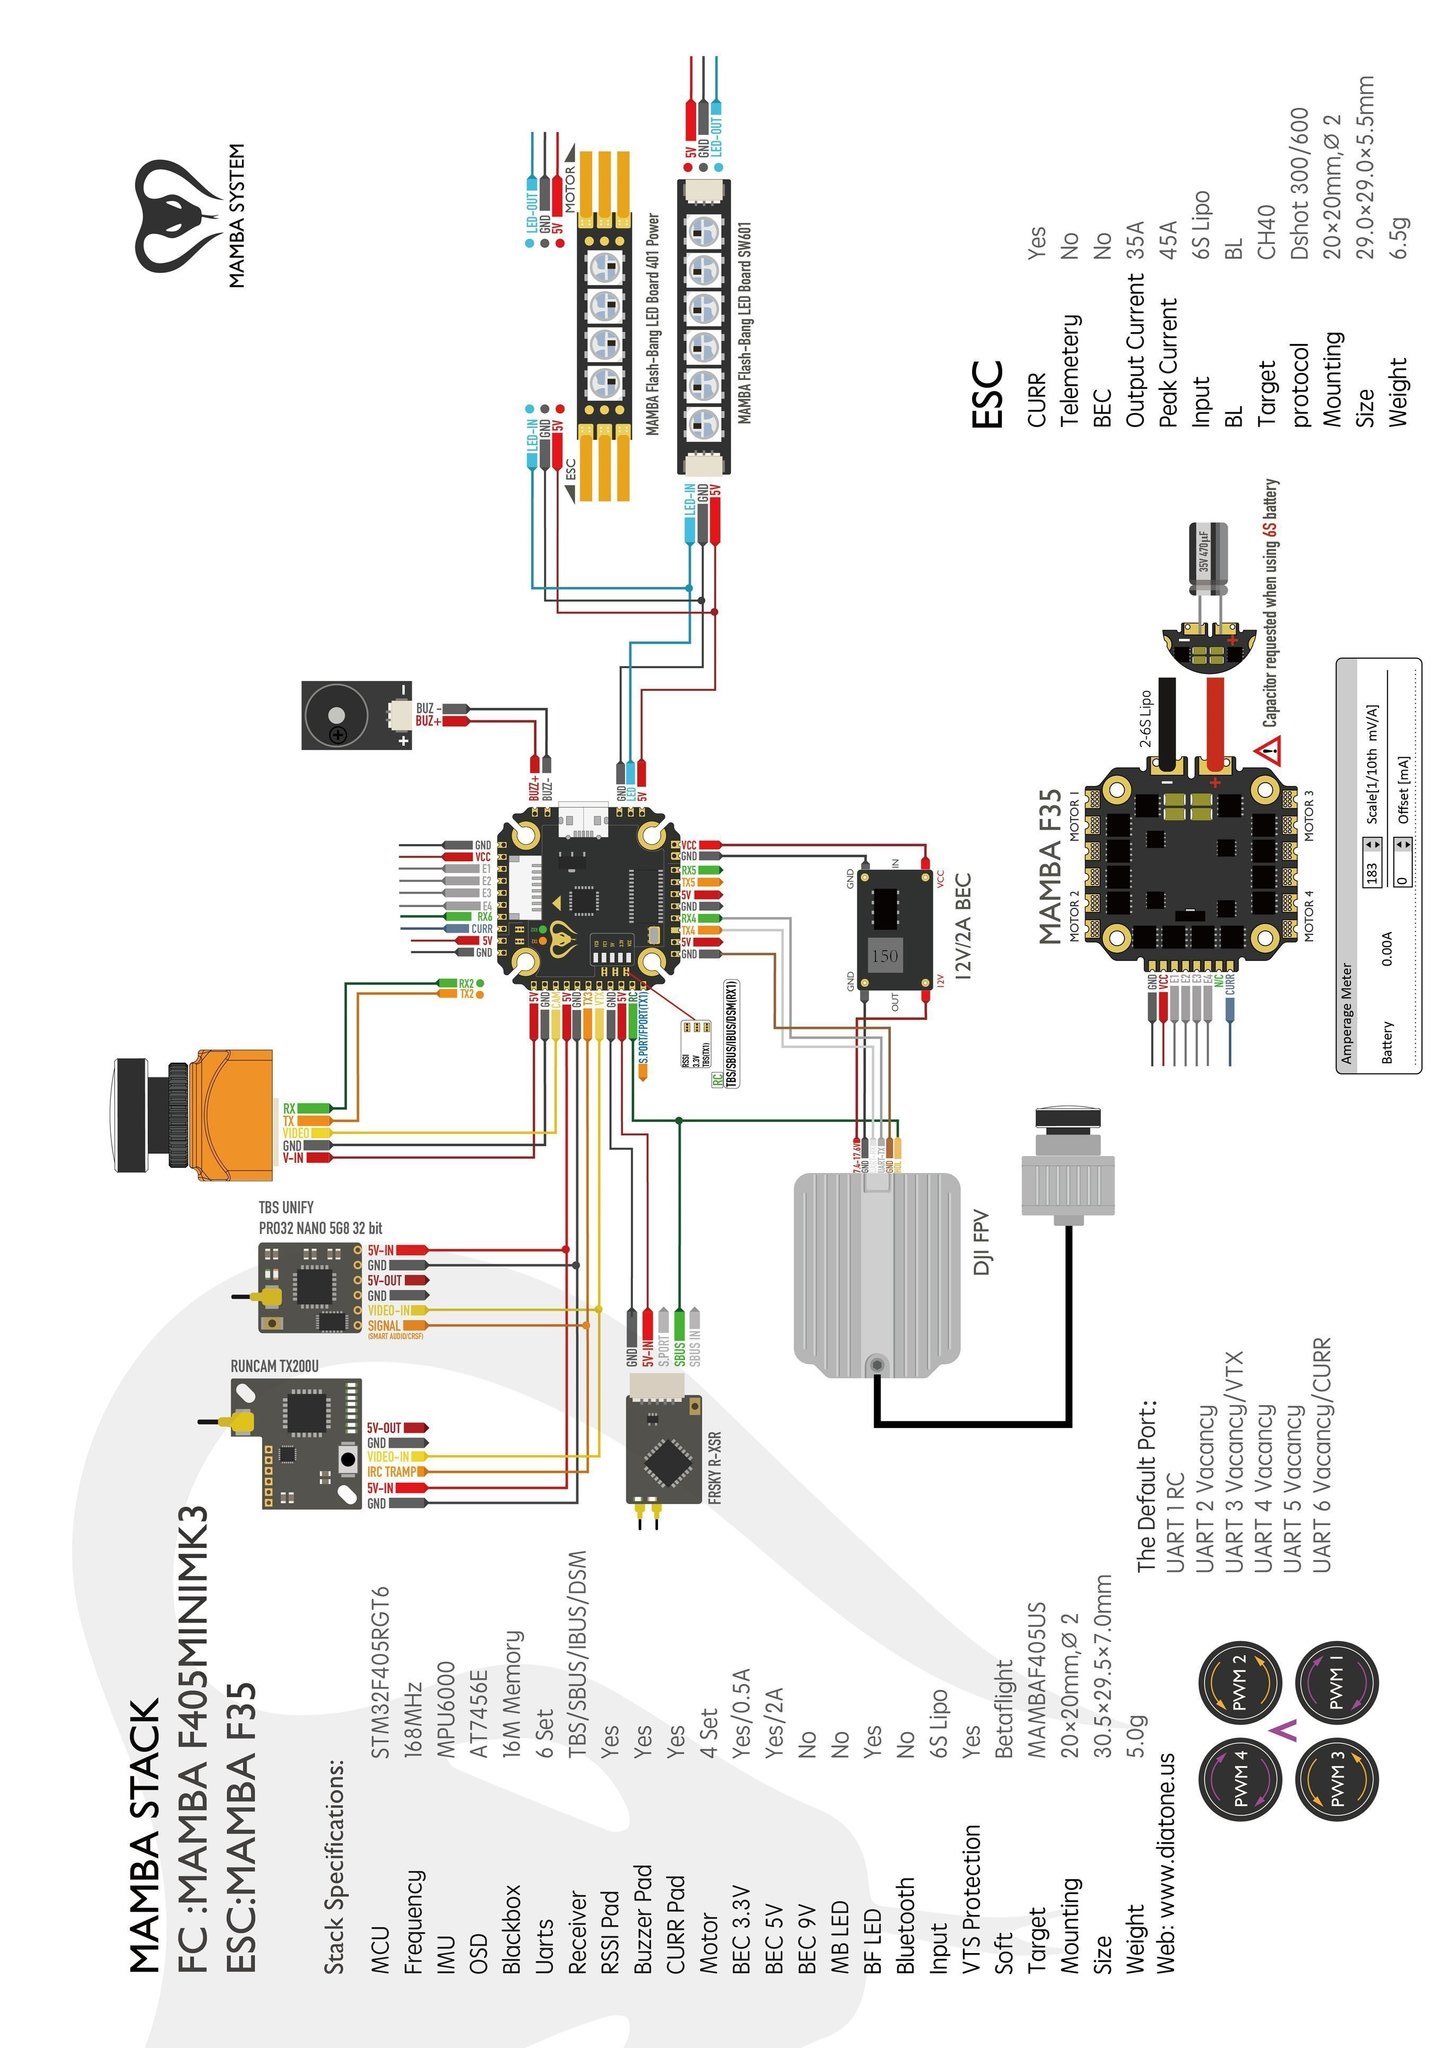 MAMBA STACK
FC :MAMBA F405MINIMK3
ESC:MAMBA F35
Stack Specifications:
MCU STM32F405RGT6
Frequency 168MHz
IMU MPU6000
OSD AT7456E
Blackbox 16M Memory
Uarts 6 Set
Receiver TBS/SBUS/IBUS/DSM
RSSI Pad Yes
Buzzer Pad Yes
CURR Pad Yes
Motor 4 Set
BEC 3.3V Yes/0.5A
BEC 5V Yes/2A
BEC 9V No
MB LED No
BF LED Yes
Bluetooth No
Input 6S Lipo
VTS Protection Yes
Soft Betaflight
Target MAMBAF405US
Mounting 20×20mm,Ø 2
Size 30.5×29.5×7.0mm
Weight 5.0g
Web: www.diatone.us
PWM 4
PWM 2
PWM 3
PWM 1
The Default Port:
UART 1 RC
UART 2 Vacancy
UART 3 Vacancy/VTX
UART 4 Vacancy
UART 5 Vacancy
UART 6 Vacancy/CURR
RUNCAM TX200U
5V-OUT
GND
VIDEO-IN
IRC TRAMP
5V-IN
GND
TBS UNIFY
PRO32 NANO 5G8 32 bit
5V-IN
GND
5V-OUT
GND
VIDEO-IN
SIGNAL
(SMART AUDIO/CRSF)
RX
TX
VIDEO
GND
V-IN
RX2
TX2
FRSKY R-XSR
GND
5V-IN
S.PORT
SBUS
SBUS IN
DJI FPV
7.4-17.6V
GND
UART-TX
GND
HDL
5V
GND
CAM
5V
GND
TX3
VTX
GND
5V
RC
S.PORT/FPORT(TX1)
RSSI
3.3V
TBS(TX1)
RC
TBS/SBUS/IBUS/DSM(RX1)
GND
VCC
E1
E2
E3
E4
RX6
CURR
5V
GND
VCC
GND
RX5
TX5
5V
GND
RX4
TX4
5V
GND
BUZZ+
BUZZ-
GND
LED
5V
BUZ -
BUZ+
+
-
12V/2A BEC
150
GND
OUT
12V
GND
IN
VCC
LED-IN
GND
5V
ESC
MOTOR
LED-OUT
GND
5V
MAMBA Flash-Bang LED Board 401 Power
LED-IN
GND
5V
5V
GND
LED-OUT
MAMBA Flash-Bang LED Board SW601
MAMBA SYSTEM
MAMBA F35
MOTOR 2
MOTOR 1
MOTOR 4
MOTOR 3
GND
VCC
E1
E2
E3
E4
N/C
CURR
2-6S Lipo
35V 470μF
Capacitor requested when using 6S battery
Amperage Meter
Battery 0.00A
183 Scale[1/10th mV/A]
0 Offset [mA]
ESC
CURR Yes
Telemetery No
BEC No
Output Current 35A
Peak Current 45A
Input 6S Lipo
BL BL
Target CH40
protocol Dshot 300/600
Mounting 20×20mm,Ø 2
Size 29.0×29.0×5.5mm
Weight 6.5g